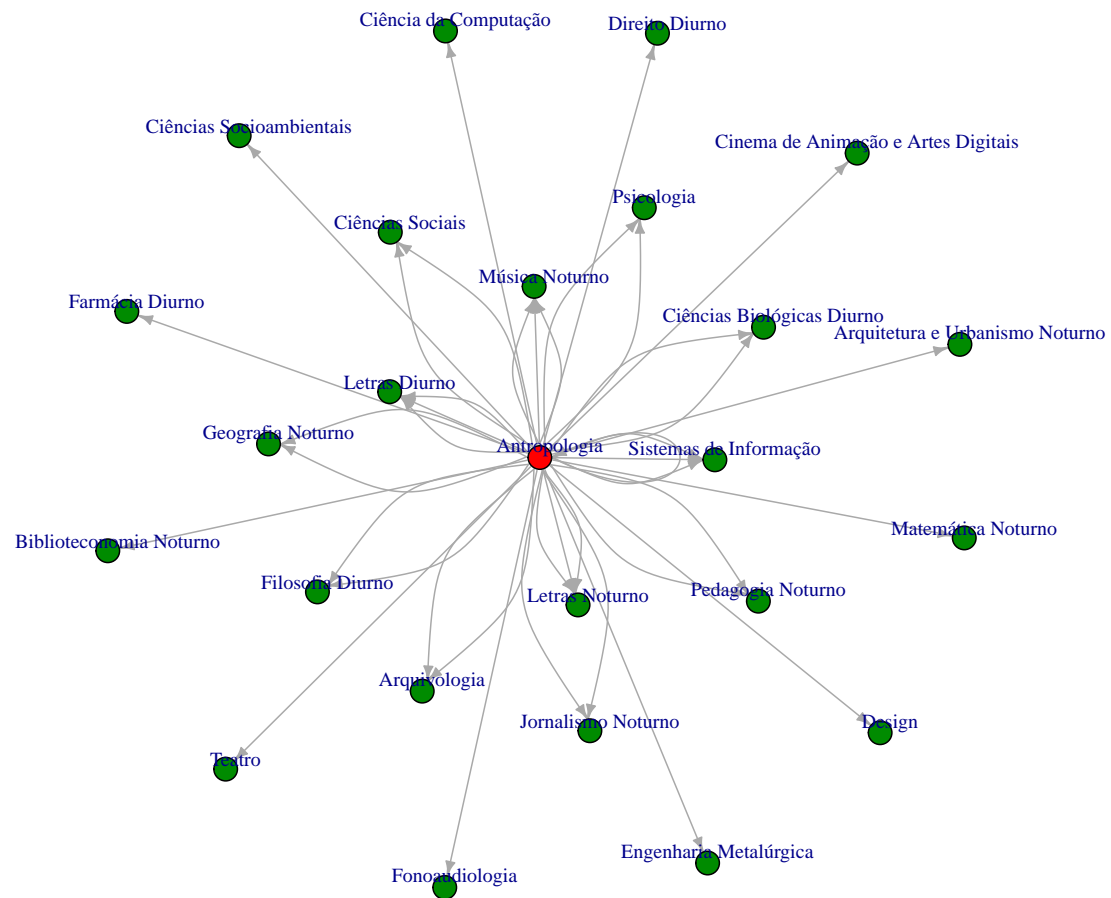 Ciência da Computação
Direito Diurno
Ciências Socioambientais
Cinema de Animação e Artes Digitais
Psicologia
Ciências Sociais
Música Noturno
Farmácia Diurno
Ciências Biológicas Diurno
Arquitetura e Urbanismo Noturno
Letras Diurno
Geografia Noturno
Antropologia
Sistemas de Informação
Biblioteconomia Noturno
Matemática Noturno
Filosofia Diurno
Letras Noturno
Pedagogia Noturno
Arquivologia
Jornalismo Noturno
Design
Teatro
Engenharia Metalúrgica
Fonoaudiologia